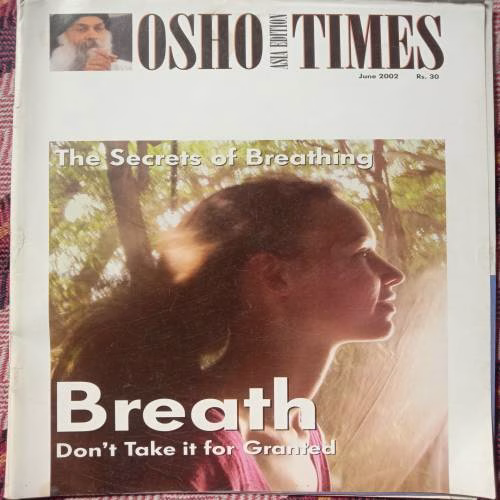 OSHO ASIA EDITION TIMES
June 2002 Rs. 30
The Secrets of Breathing
Breath
Don't Take it for Granted